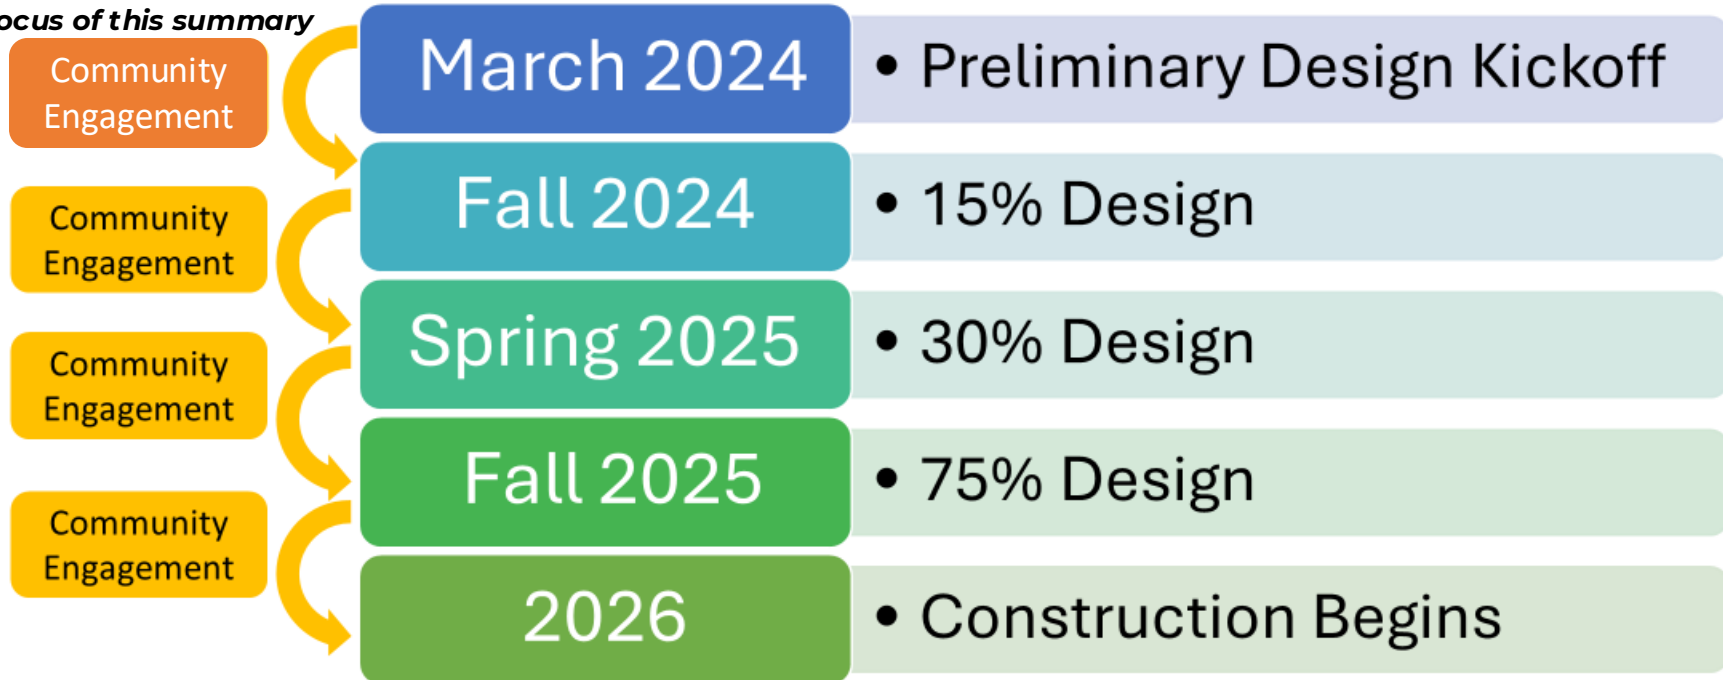 ocus of this summary
Community
Engagement
March 2024
• Preliminary Design Kickoff
Community
Engagement
Fall 2024
• 15% Design
Community
Engagement
Spring 2025
• 30% Design
Community
Engagement
Fall 2025
• 75% Design
2026
• Construction Begins